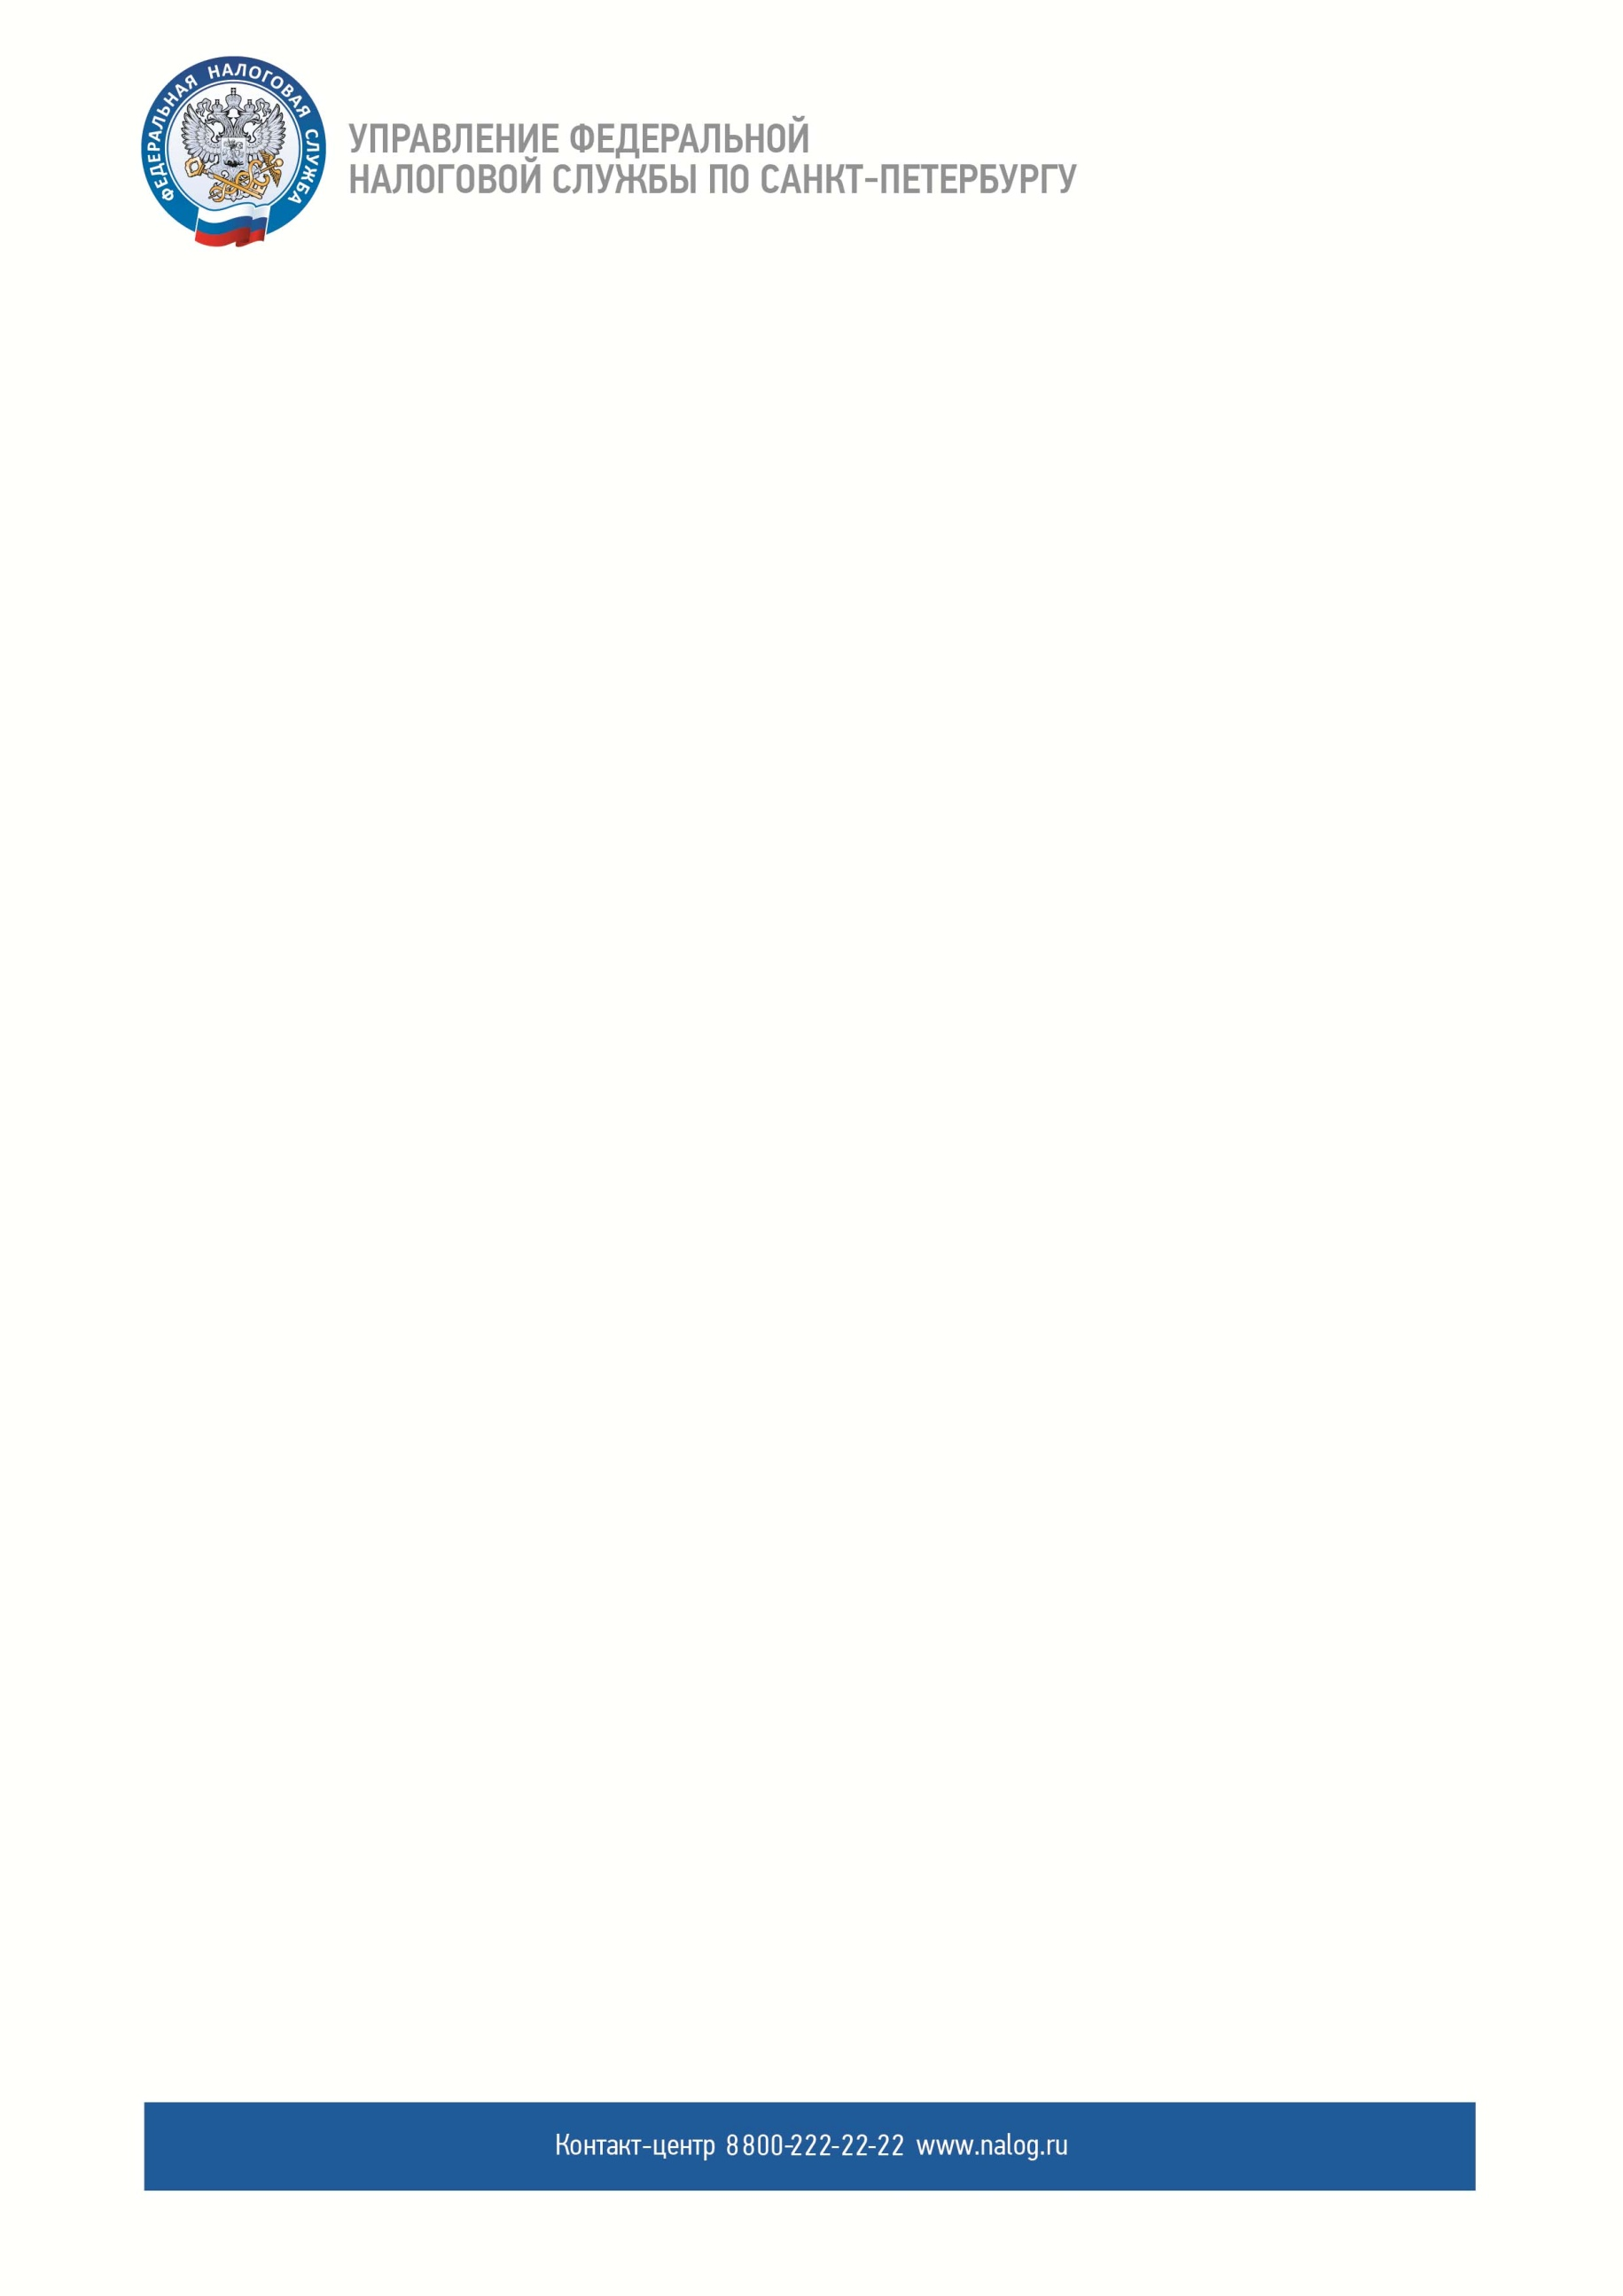 ФЕДЕРАЛЬНАЯ НАЛОГОВАЯ СЛУЖБА
УПРАВЛЕНИЕ ФЕДЕРАЛЬНОЙ
НАЛОГОВОЙ СЛУЖБЫ ПО САНКТ-ПЕТЕРБУРГУ
Контакт-центр 8 800-222-22-22 www.nalog.ru